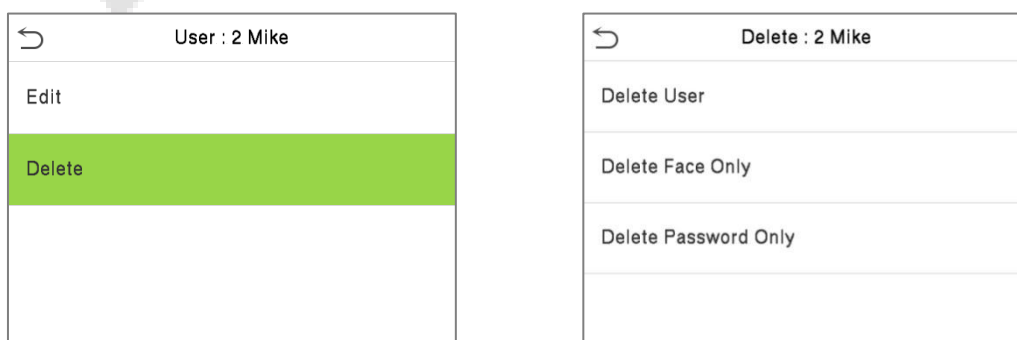 User : 2 Mike
Edit
Delete
Delete : 2 Mike
Delete User
Delete Face Only
Delete Password Only